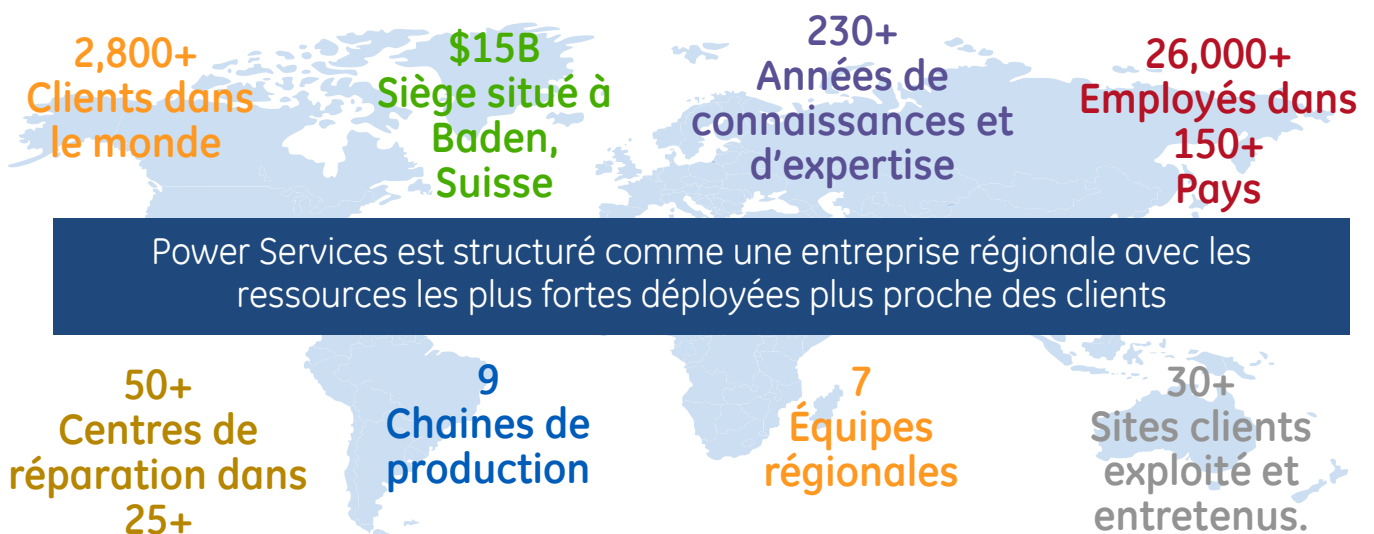 2,800+
Clients dans
le monde
$15B
Siège situé à
Baden,
Suisse
230+
Années de
connaissances et
d'expertise
26,000+
Employés dans
150+
Pays
Power Services est structuré comme une entreprise régionale avec les
ressources les plus fortes déployées plus proche des clients
50+
Centres de
réparation dans
25+
9
Chaines de
production
7
Équipes
régionales
30+
Sites clients
exploité et
entretenus.